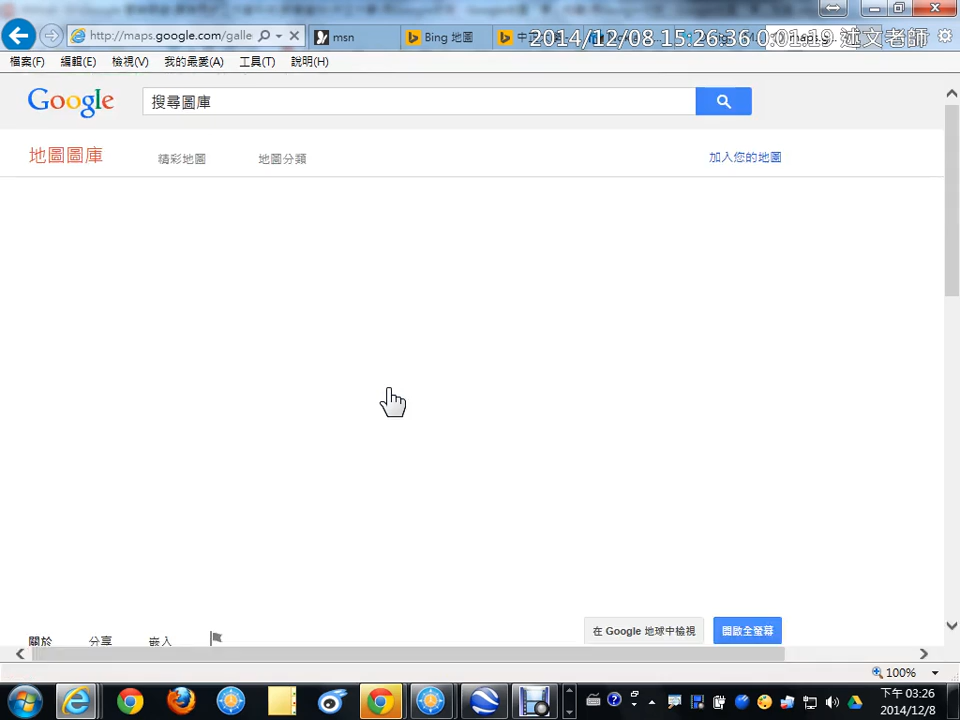 http://maps.google.com/galle
msn
Bing 地圖
2014/12/08 15:26:36 0:01:19 述文老師
檔案(F) 編輯(E) 檢視(V) 我的最愛(A) 工具(T) 說明(H)
Google
搜尋圖庫
地圖圖庫 精彩地圖 地圖分類 加入您的地圖
關於 分享 嵌入 在 Google 地球中檢視 開啟全螢幕
100%
下午 03:26
2014/12/8